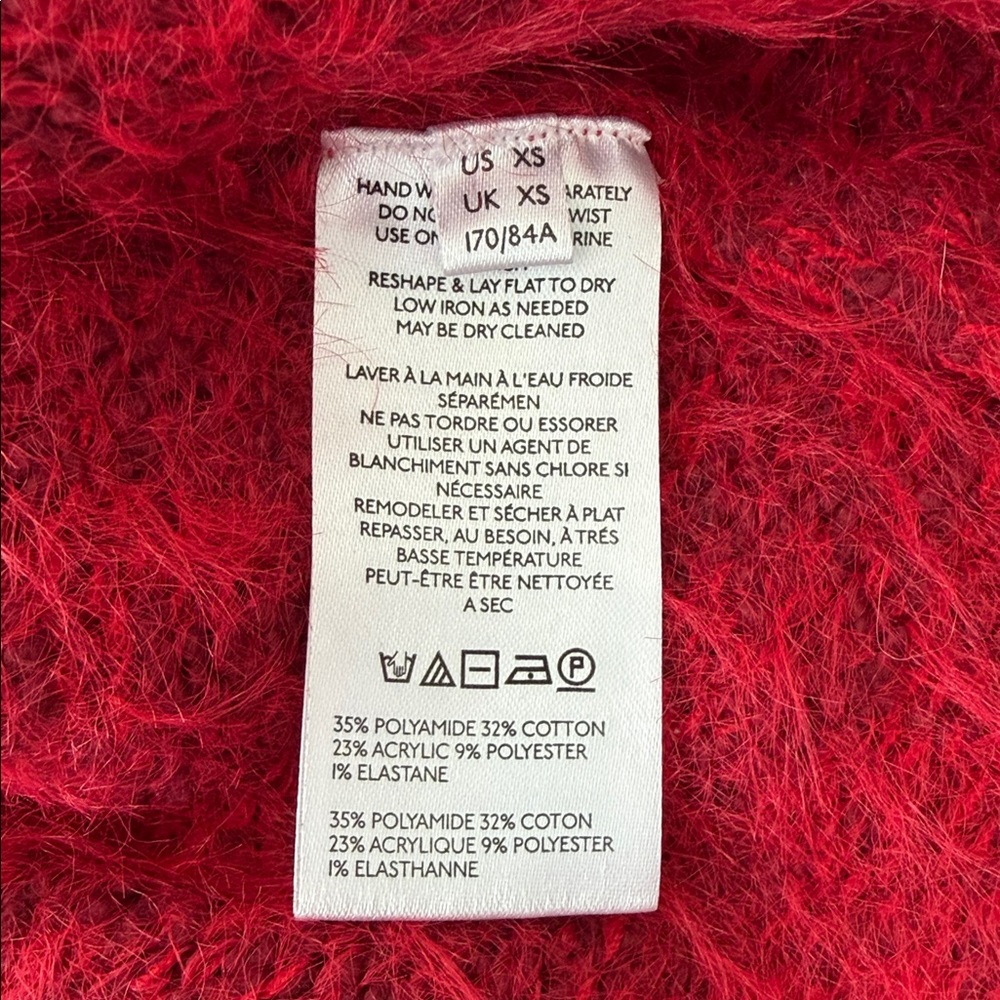 US XS
UK XS
170/84A
HAND W ARATELY
DO NO WIST
USE ON RINE
RESHAPE & LAY FLAT TO DRY
LOW IRON AS NEEDED
MAY BE DRY CLEANED
LAVER À LA MAIN À L'EAU FROIDE
SÉPARÉMEN
NE PAS TORDRE OU ESSORER
UTILISER UN AGENT DE
BLANCHIMENT SANS CHLORE SI
NÉCESSAIRE
REMODELER ET SÉCHER À PLAT
REPASSER, AU BESOIN, À TRÉS
BASSE TEMPÉRATURE
PEUT-ÊTRE ÊTRE NETTOYÉE
A SEC
P
35% POLYAMIDE 32% COTTON
23% ACRYLIC 9% POLYESTER
1% ELASTANE
35% POLYAMIDE 32% COTON
23% ACRYLIQUE 9% POLYESTER
1% ELASTHANNE